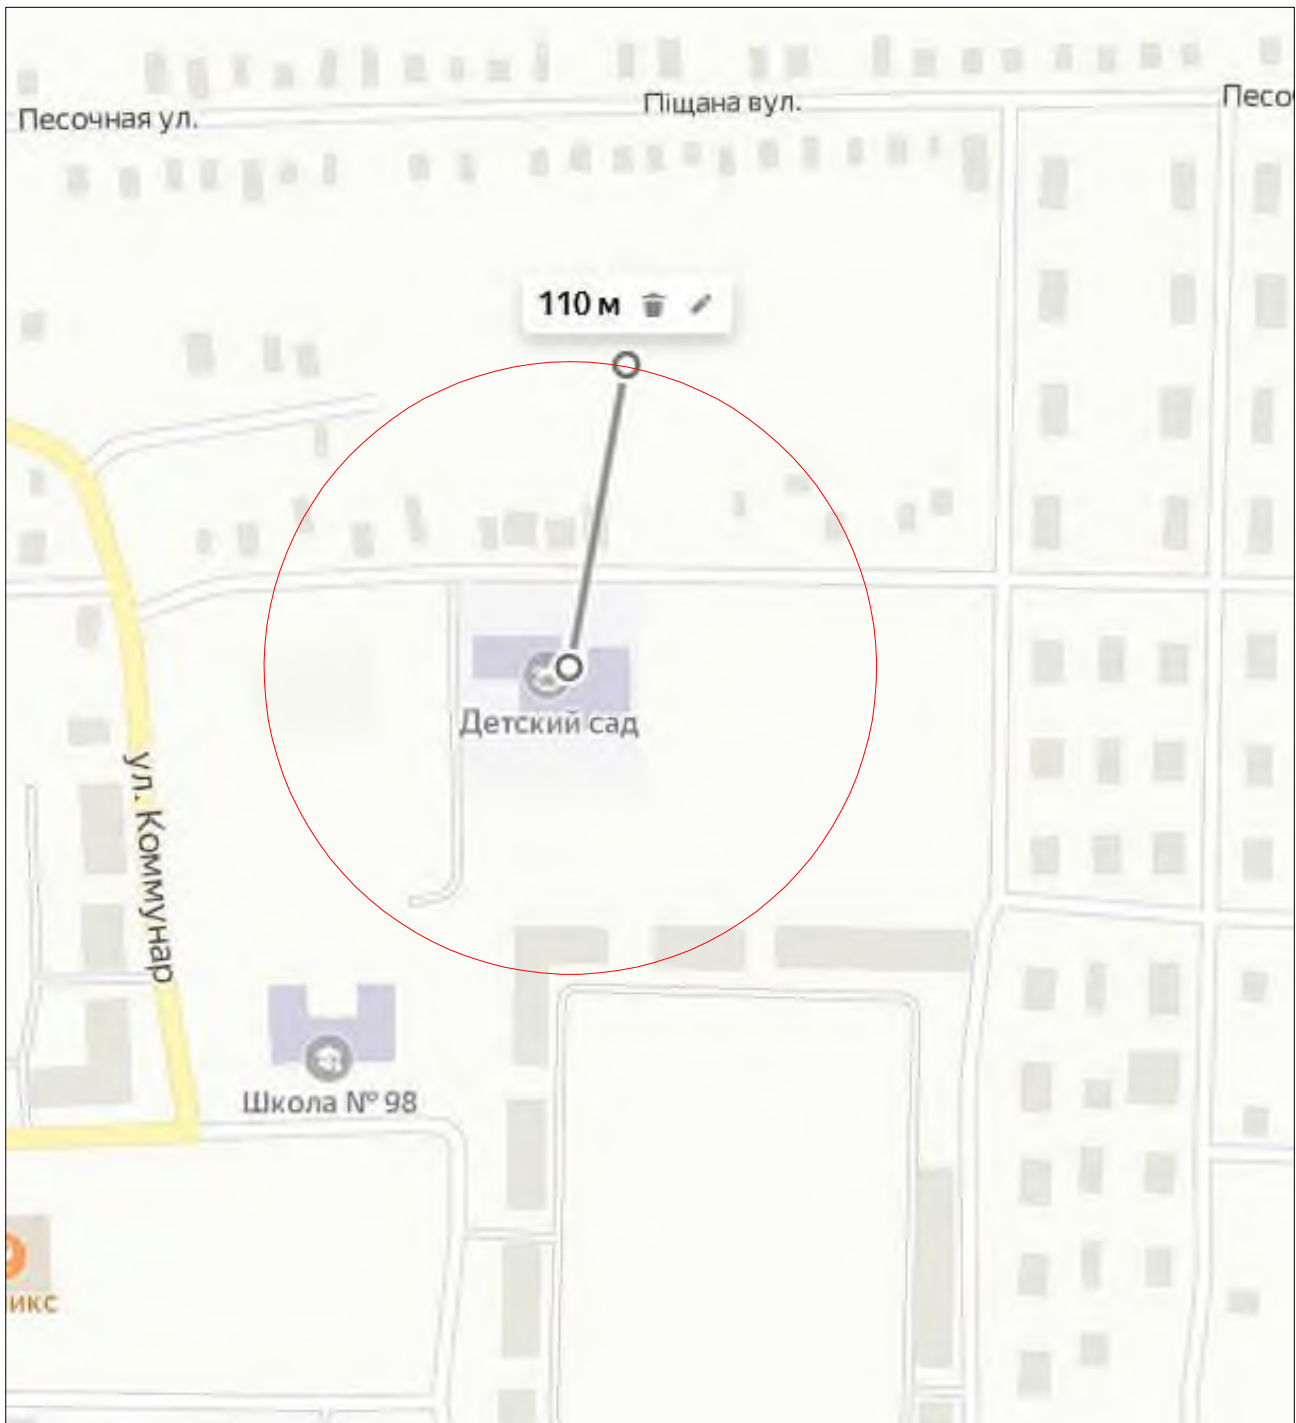 Песочная ул.
Піщана вул.
Песо
110 м
Детский сад
ул. Коммунар
Школа № 98
икс